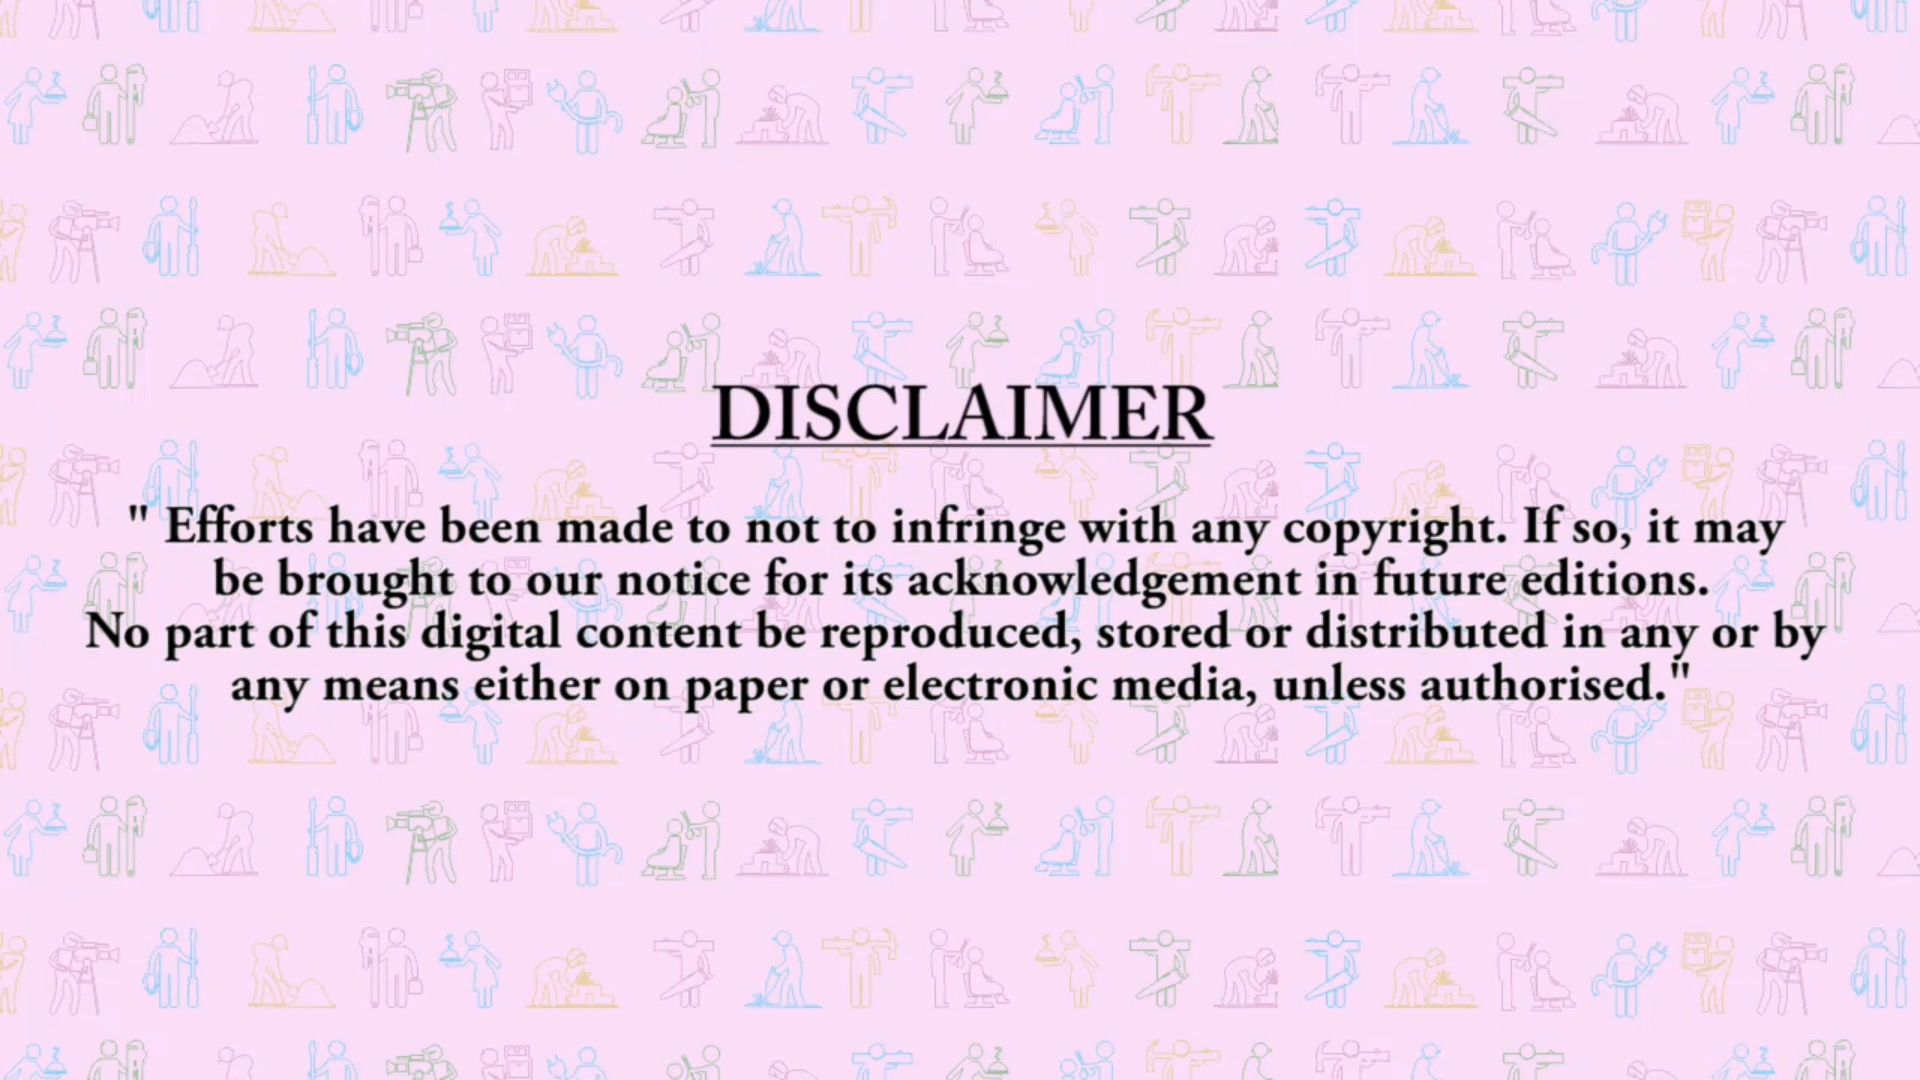 DISCLAIMER
" Efforts have been made to not to infringe with any copyright. If so, it may
be brought to our notice for its acknowledgement in future editions.
No part of this digital content be reproduced, stored or distributed in any or by
any means either on paper or electronic media, unless authorised."